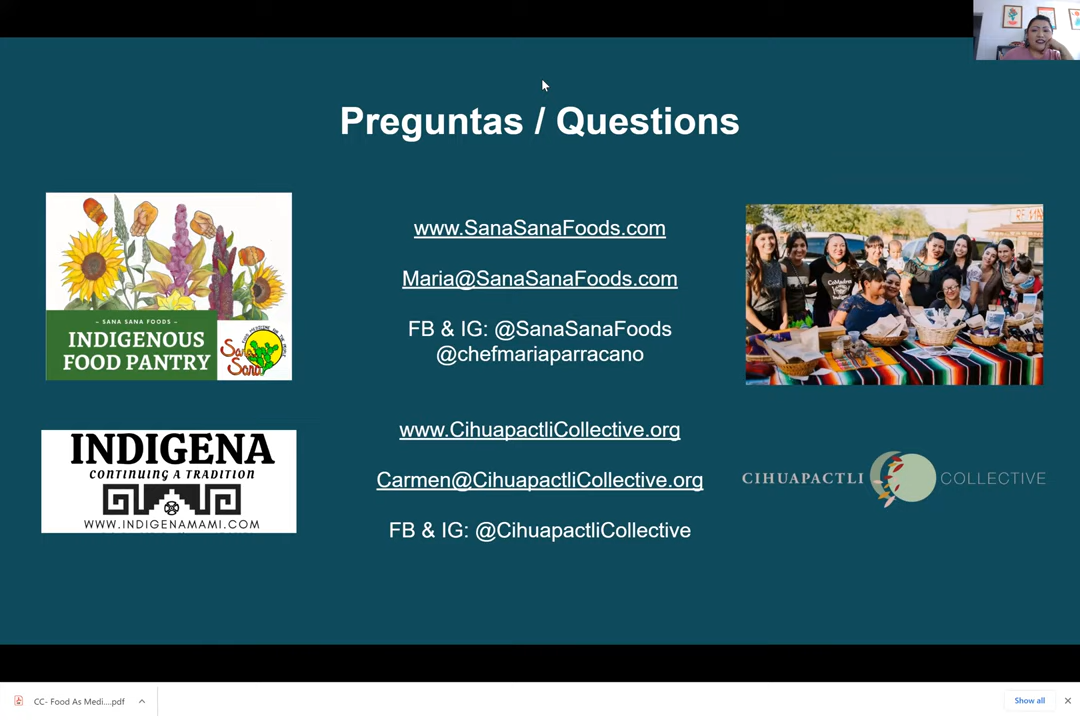 Preguntas / Questions
www.SanaSanaFoods.com
Maria@SanaSanaFoods.com
FB & IG: @SanaSanaFoods
@chefmariaparracano
www.CihuapactliCollective.org
Carmen@CihuapactliCollective.org
FB & IG: @CihuapactliCollective
– SANA SANA FOODS –
INDIGENOUS
FOOD PANTRY
Sana
Sana
INDIGENA
CONTINUING A TRADITION
WWW.INDIGENAMAMI.COM
CIHUAPACTLI COLLECTIVE
CC- Food As Medi....pdf
Show all